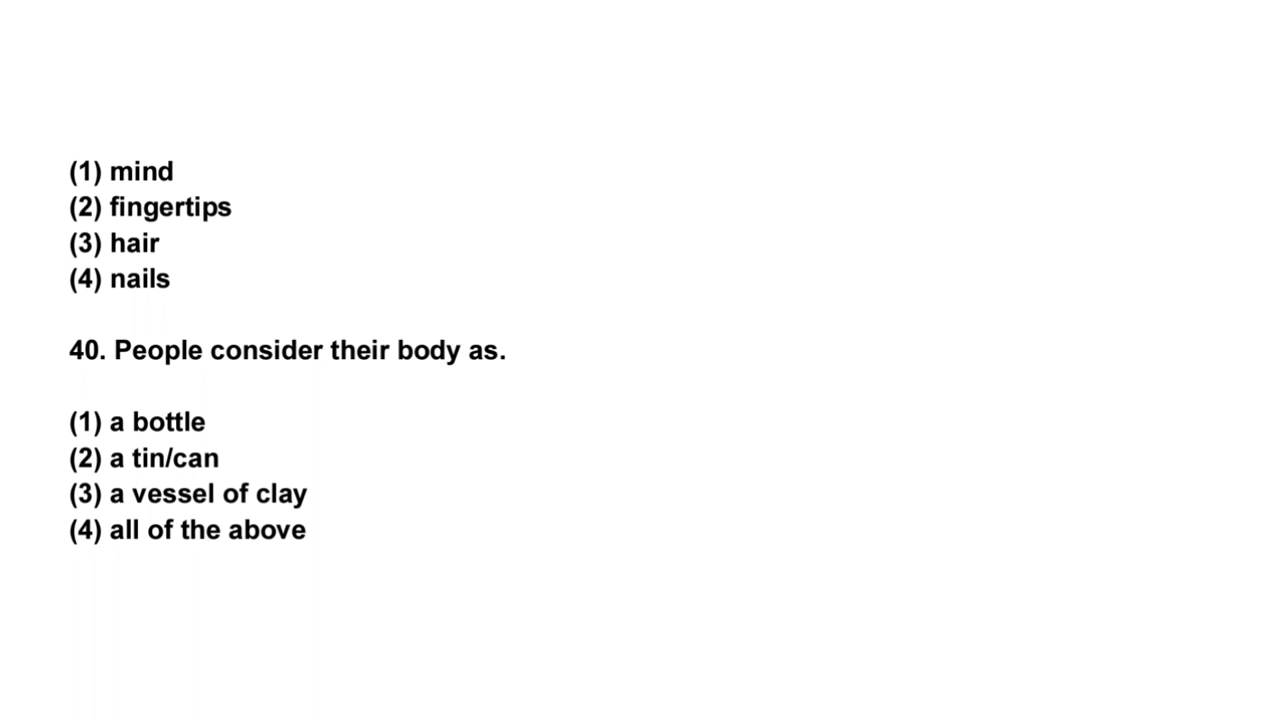 (1) mind
(2) fingertips
(3) hair
(4) nails
40. People consider their body as.
(1) a bottle
(2) a tin/can
(3) a vessel of clay
(4) all of the above